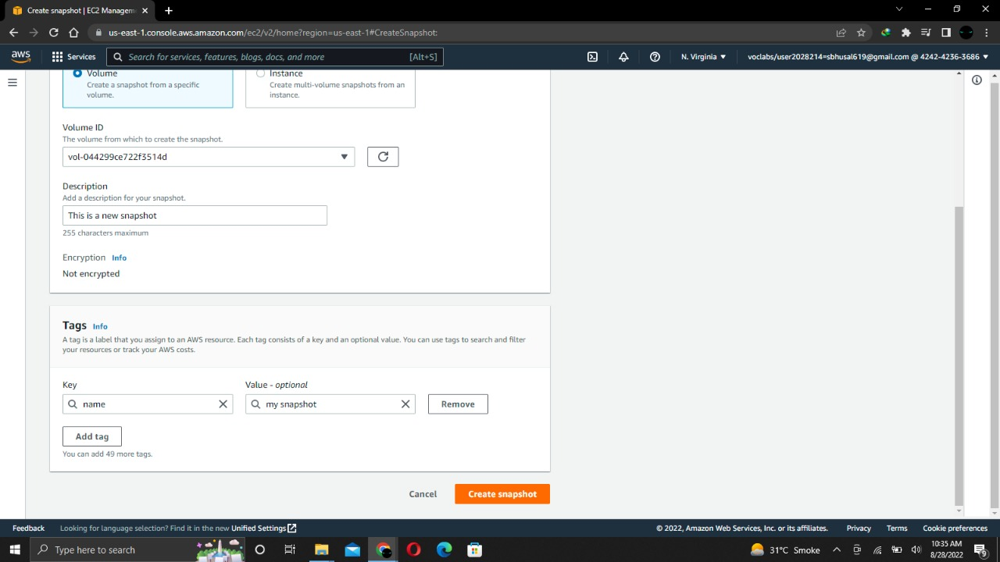 Create snapshot | EC2 Managem
us-east-1.console.aws.amazon.com/ec2/v2/home?region=us-east-1#CreateSnapshot:
aws
Services
Search for services, features, blogs, docs, and more
[Alt+S]
N. Virginia
voclabs/user2028214=sbhusal619@gmail.com @ 4242-4236-3686
Volume
Create a snapshot from a specific
volume.
Instance
Create multi-volume snapshots from an
instance.
Volume ID
The volume from which to create the snapshot.
vol-044299ce722f3514d
Description
Add a description for your snapshot.
This is a new snapshot
255 characters maximum
Encryption Info
Not encrypted
Tags Info
A tag is a label that you assign to an AWS resource. Each tag consists of a key and an optional value. You can use tags to search and filter
your resources or track your AWS costs.
Key
Value - optional
name
my snapshot
Remove
Add tag
You can add 49 more tags.
Cancel
Create snapshot
Feedback
Looking for language selection? Find it in the new Unified Settings
© 2022, Amazon Web Services, Inc. or its affiliates.
Privacy
Terms
Cookie preferences
Type here to search
31°C Smoke
10:35 AM
8/28/2022
9